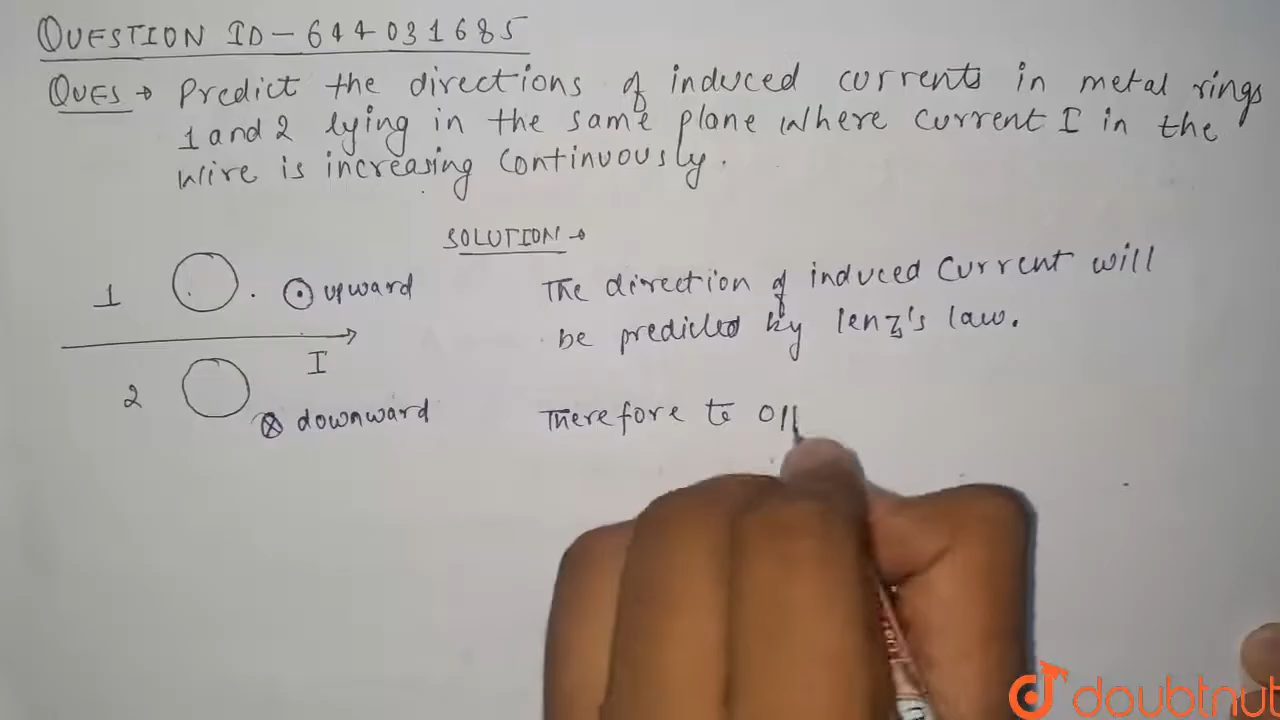 QUESTION ID - 644031685
QUES → Predict the directions of induced currents in metal rings
1 and 2 lying in the same plane where current I in the
wire is increasing continuously.
SOLUTION →
1 ⊙ upward
I
2 ⊗ downward
The direction of induced current will
be predicted by lenz's law.
Therefore to
doubtnut